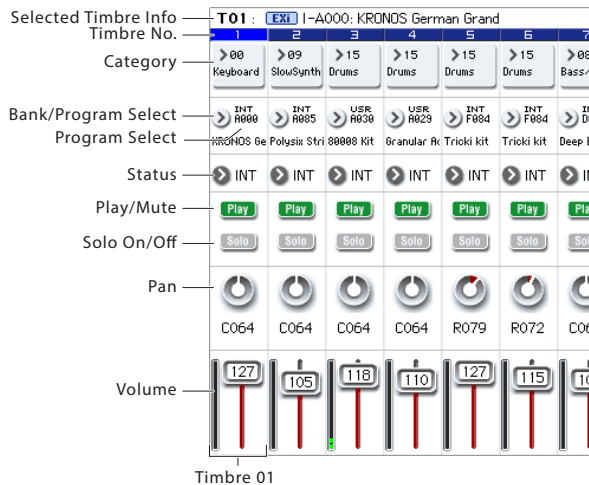 Selected Timbre Info T01 : EXi I-A000: KRONOS German Grand
Timbre No. 1 2 3 4 5 6 7
Category 00 09 15 15 15 15
Keyboard SlowSynth Drums Drums Drums Drums Bass/
Bank/Program Select INT INT USR USR INT INT
A000 A085 A030 A029 F084 F084
Program Select KRONOS Ge Polysix Stri 80008 Kit Granular Tricki kit Tricki kit Deep
Status INT INT INT INT INT INT
Play/Mute Play Play Play Play Play Play
Solo On/Off Solo Solo Solo Solo Solo Solo
Pan
C064 C064 C064 C064 R079 R072
Volume 127 105 118 110 127 115
Timbre 01